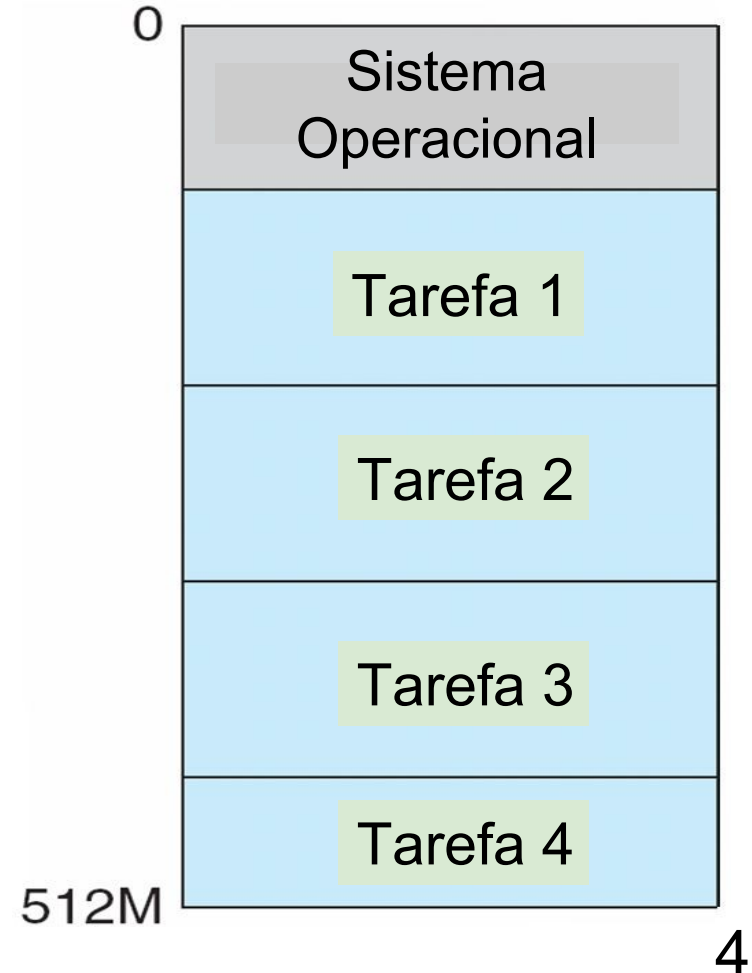 0
Sistema
Operacional
Tarefa 1
Tarefa 2
Tarefa 3
Tarefa 4
512M
4